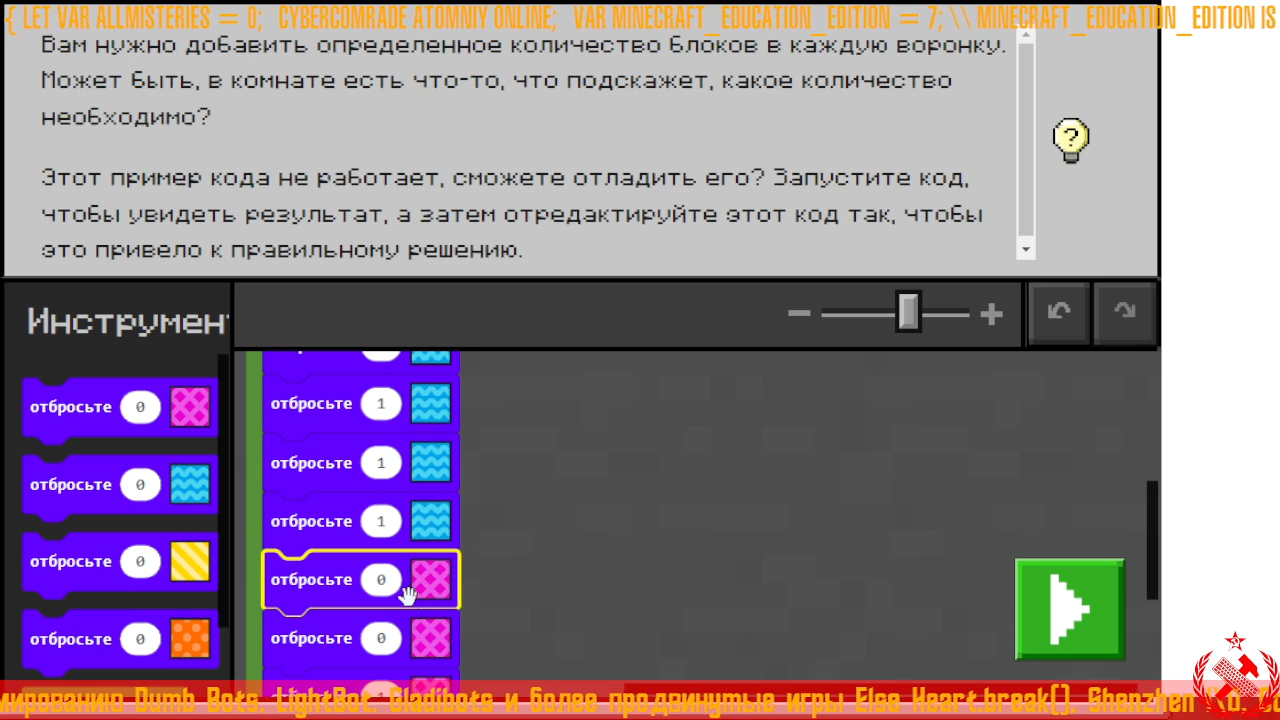 { LET VAR ALLMISTERIES = 0; CYBERCOMRADE ATOMNIY ONLINE; VAR MINECRAFT_EDUCATION_EDITION = 7; \\ MINECRAFT_EDUCATION_EDITION IS
Вам нужно добавить определенное количество блоков в каждую воронку.
Может быть, в комнате есть что-то, что подскажет, какое количество
необходимо?
?
Этот пример кода не работает, сможете отладить его? Запустите код,
чтобы увидеть результат, а затем отредактируйте этот код так, чтобы
это привело к правильному решению.
Инструмен
отбросьте 0
отбросьте 0
отбросьте 0
отбросьте 0
отбросьте 1
отбросьте 1
отбросьте 1
отбросьте 0
отбросьте 0
мированию Dumb Bots, LightBot, Gladibots и более продвинутые игры Else Heart.break(), Shenzhen